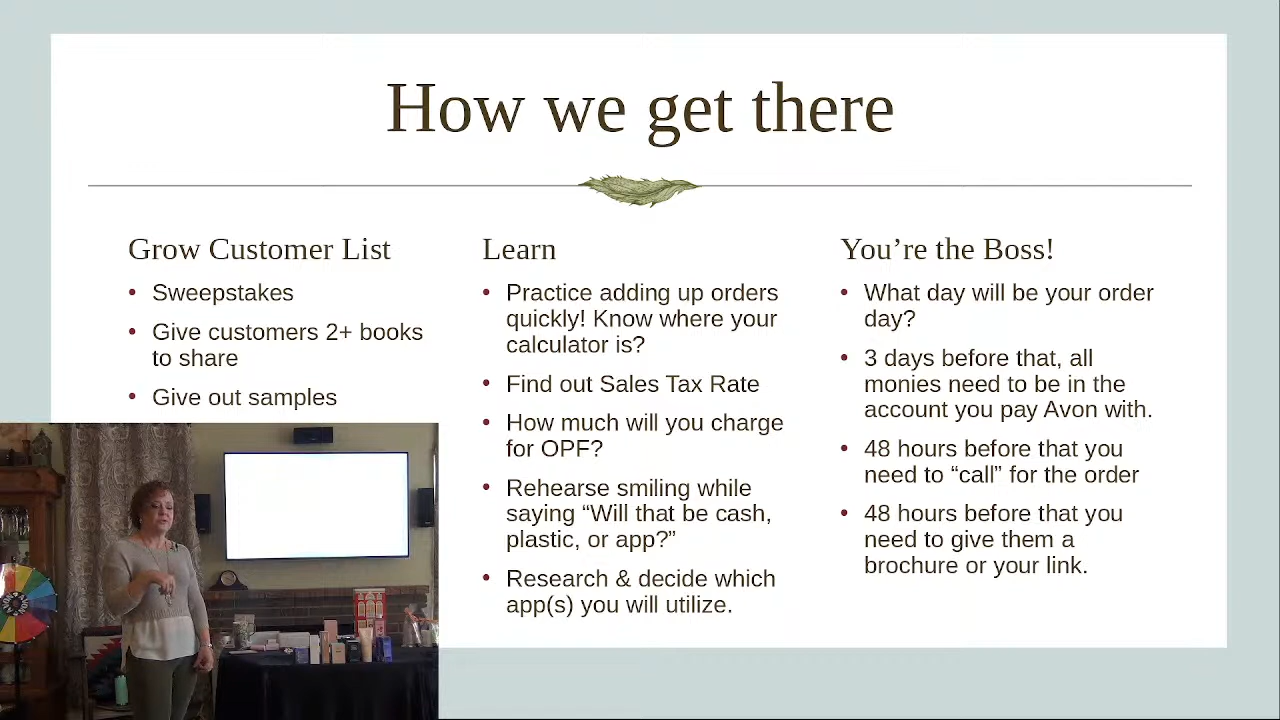 How we get there
Grow Customer List
• Sweepstakes
• Give customers 2+ books
to share
• Give out samples
Learn
• Practice adding up orders
quickly! Know where your
calculator is?
• Find out Sales Tax Rate
• How much will you charge
for OPF?
• Rehearse smiling while
saying “Will that be cash,
plastic, or app?”
• Research & decide which
app(s) you will utilize.
You’re the Boss!
• What day will be your order
day?
• 3 days before that, all
monies need to be in the
account you pay Avon with.
• 48 hours before that you
need to “call” for the order
• 48 hours before that you
need to give them a
brochure or your link.